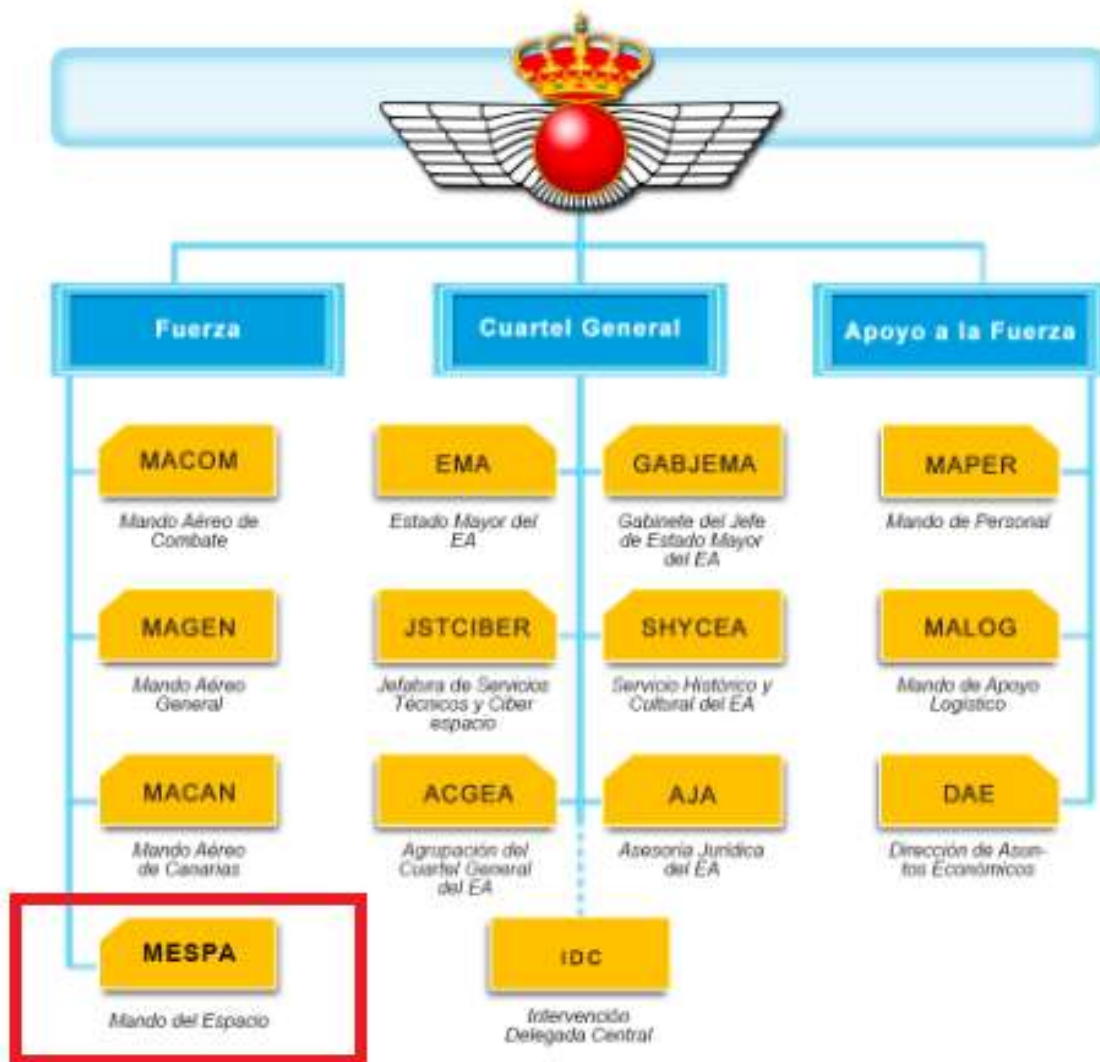 Fuerza
Cuartel General
Apoyo a la Fuerza
MACOM
Mando Aéreo de
Combate
EMA
Estado Mayor del
EA
GABJEMA
Gabinete del Jefe
de Estado Mayor
del EA
MAPER
Mando de Personal
MAGEN
Mando Aéreo
General
JSTCIBER
Jefatura de Servicios
Técnicos y Ciber
espacio
SHYCEA
Servicio Histórico y
Cultural del EA
MALOG
Mando de Apoyo
Logístico
MACAN
Mando Aéreo
de Canarias
ACGEA
Agrupación del
Cuartel General
del EA
AJA
Asesoría Jurídica
del EA
DAE
Dirección de Asun-
tos Económicos
MESPA
Mando del Espacio
IDC
Intervención
Delegada Central